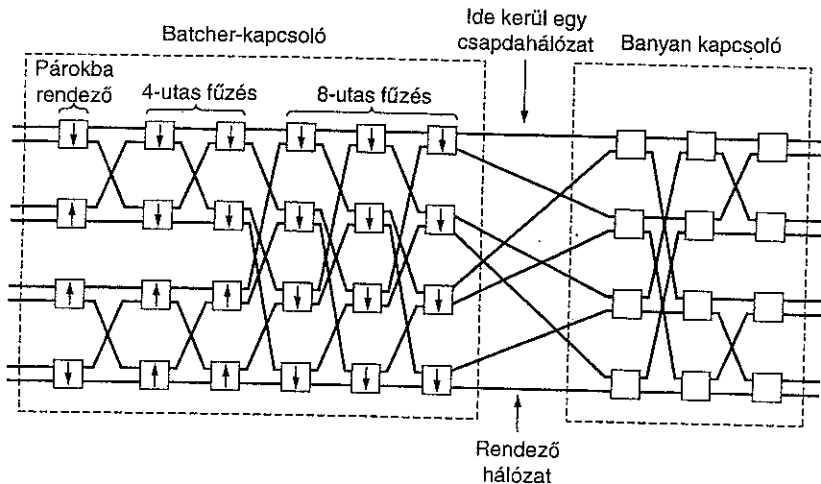 Batcher-kapcsoló
Ide kerül egy
csapdahálózat
Banyan kapcsoló
Párokba
rendező
4-utas fűzés
8-utas fűzés
Rendező
hálózat